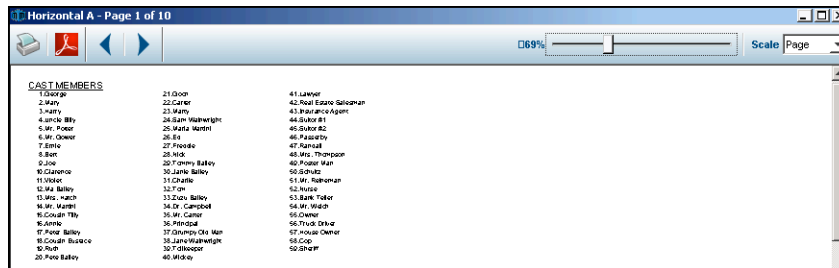 Horizontal A - Page 1 of 10
69%
Scale
Page
CAST MEMBERS
1.George
2.Mary
3.Harry
4.Uncle Billy
5.Mr. Potter
6.Mr. Gower
7.Ernie
8.Bert
9.Joe
10.Clarence
11.Violet
12.Ma Bailey
13.Mrs. Hatch
14.Mr. Martini
15.Cousin Tilly
16.Annie
17.Peter Bailey
18.Cousin Eustace
19.Ruth
20.Pete Bailey
21.Goon
22.Carter
23.Marty
24.Sam Wainwright
25.Maria Martini
26.Ed
27.Freddie
28.Nick
29.Tommy Bailey
30.Janie Bailey
31.Charlie
32.Tom
33.Zuzu Bailey
34.Dr. Campbell
35.Mr. Carter
36.Principal
37.Grumpy Old Man
38.Jane Wainwright
39.Tollkeeper
40.Mickey
41.Lawyer
42.Real Estate Salesman
43.Insurance Agent
44.Suitor#1
45.Suitor#2
46.Passerby
47.Randall
48.Mrs. Thompson
49.Poster Man
50.Schultz
51.Mr. Reineman
52.Nurse
53.Bank Teller
54.Mr. Welch
55.Owner
56.Truck Driver
57.House Owner
58.Cop
59.Sheriff